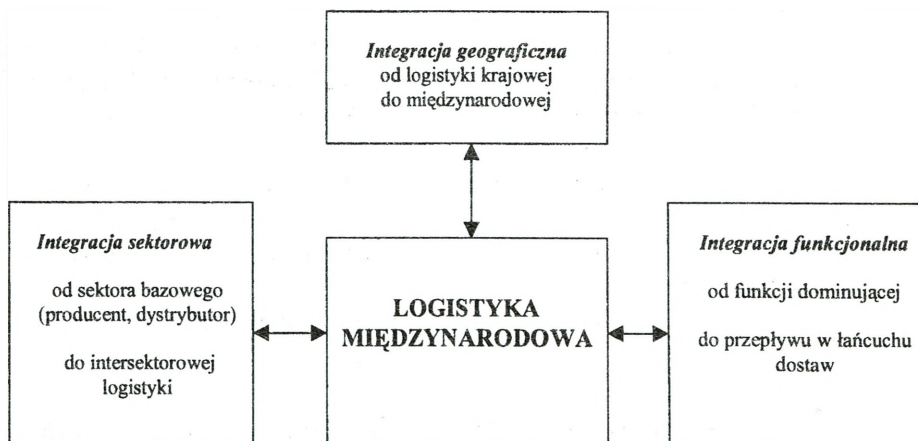 Integracja geograficzna
od logistyki krajowej
do międzynarodowej
Integracja sektorowa
od sektora bazowego
(producent, dystrybutor)
do intersektorowej
logistyki
LOGISTYKA
MIĘDZYNARODOWA
Integracja funkcjonalna
od funkcji dominującej
do przepływu w łańcuchu
dostaw